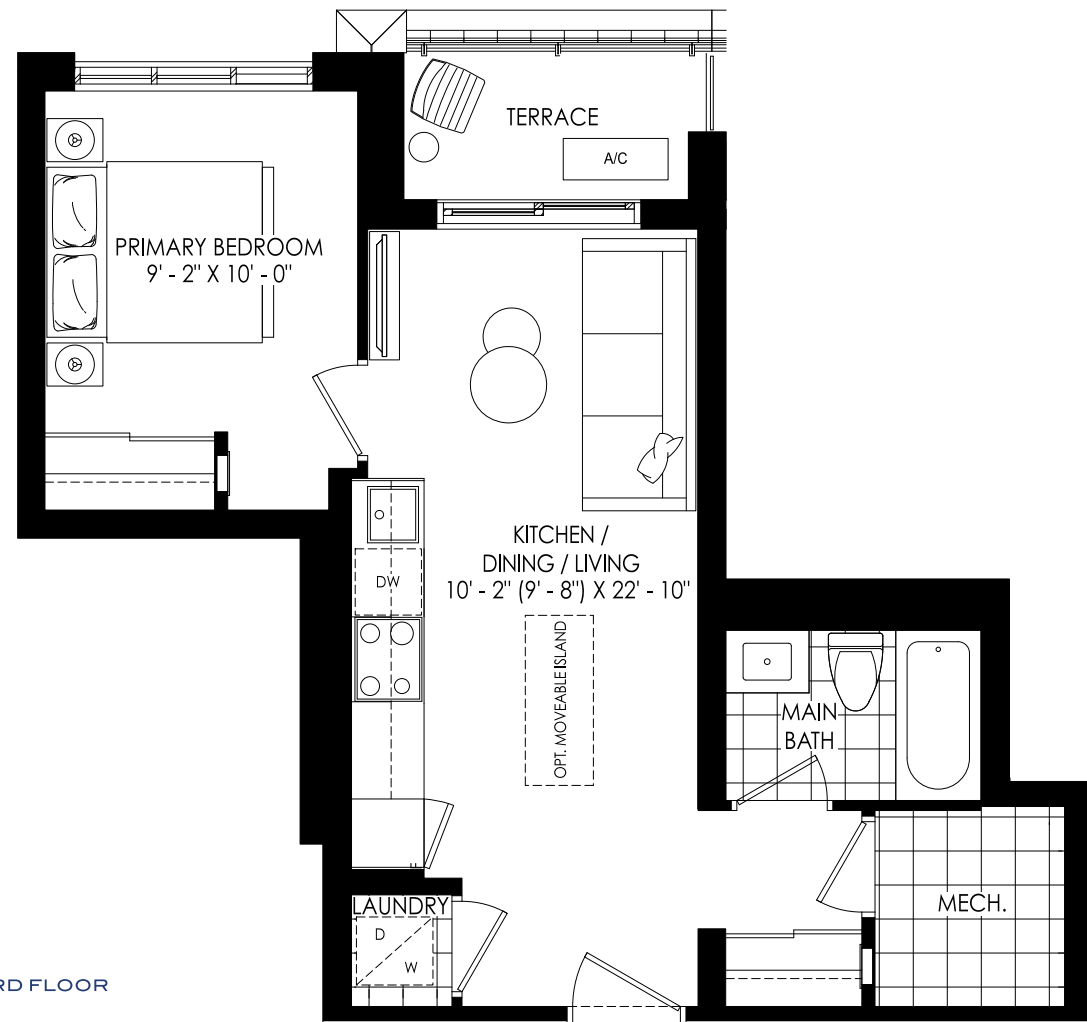 TERRACE
A/C
PRIMARY BEDROOM
9' - 2" X 10' - 0"
KITCHEN /
DINING / LIVING
10' - 2" (9' - 8") X 22' - 10"
DW
OPT. MOVEABLE ISLAND
MAIN
BATH
MECH.
LAUNDRY
D
W
RD FLOOR